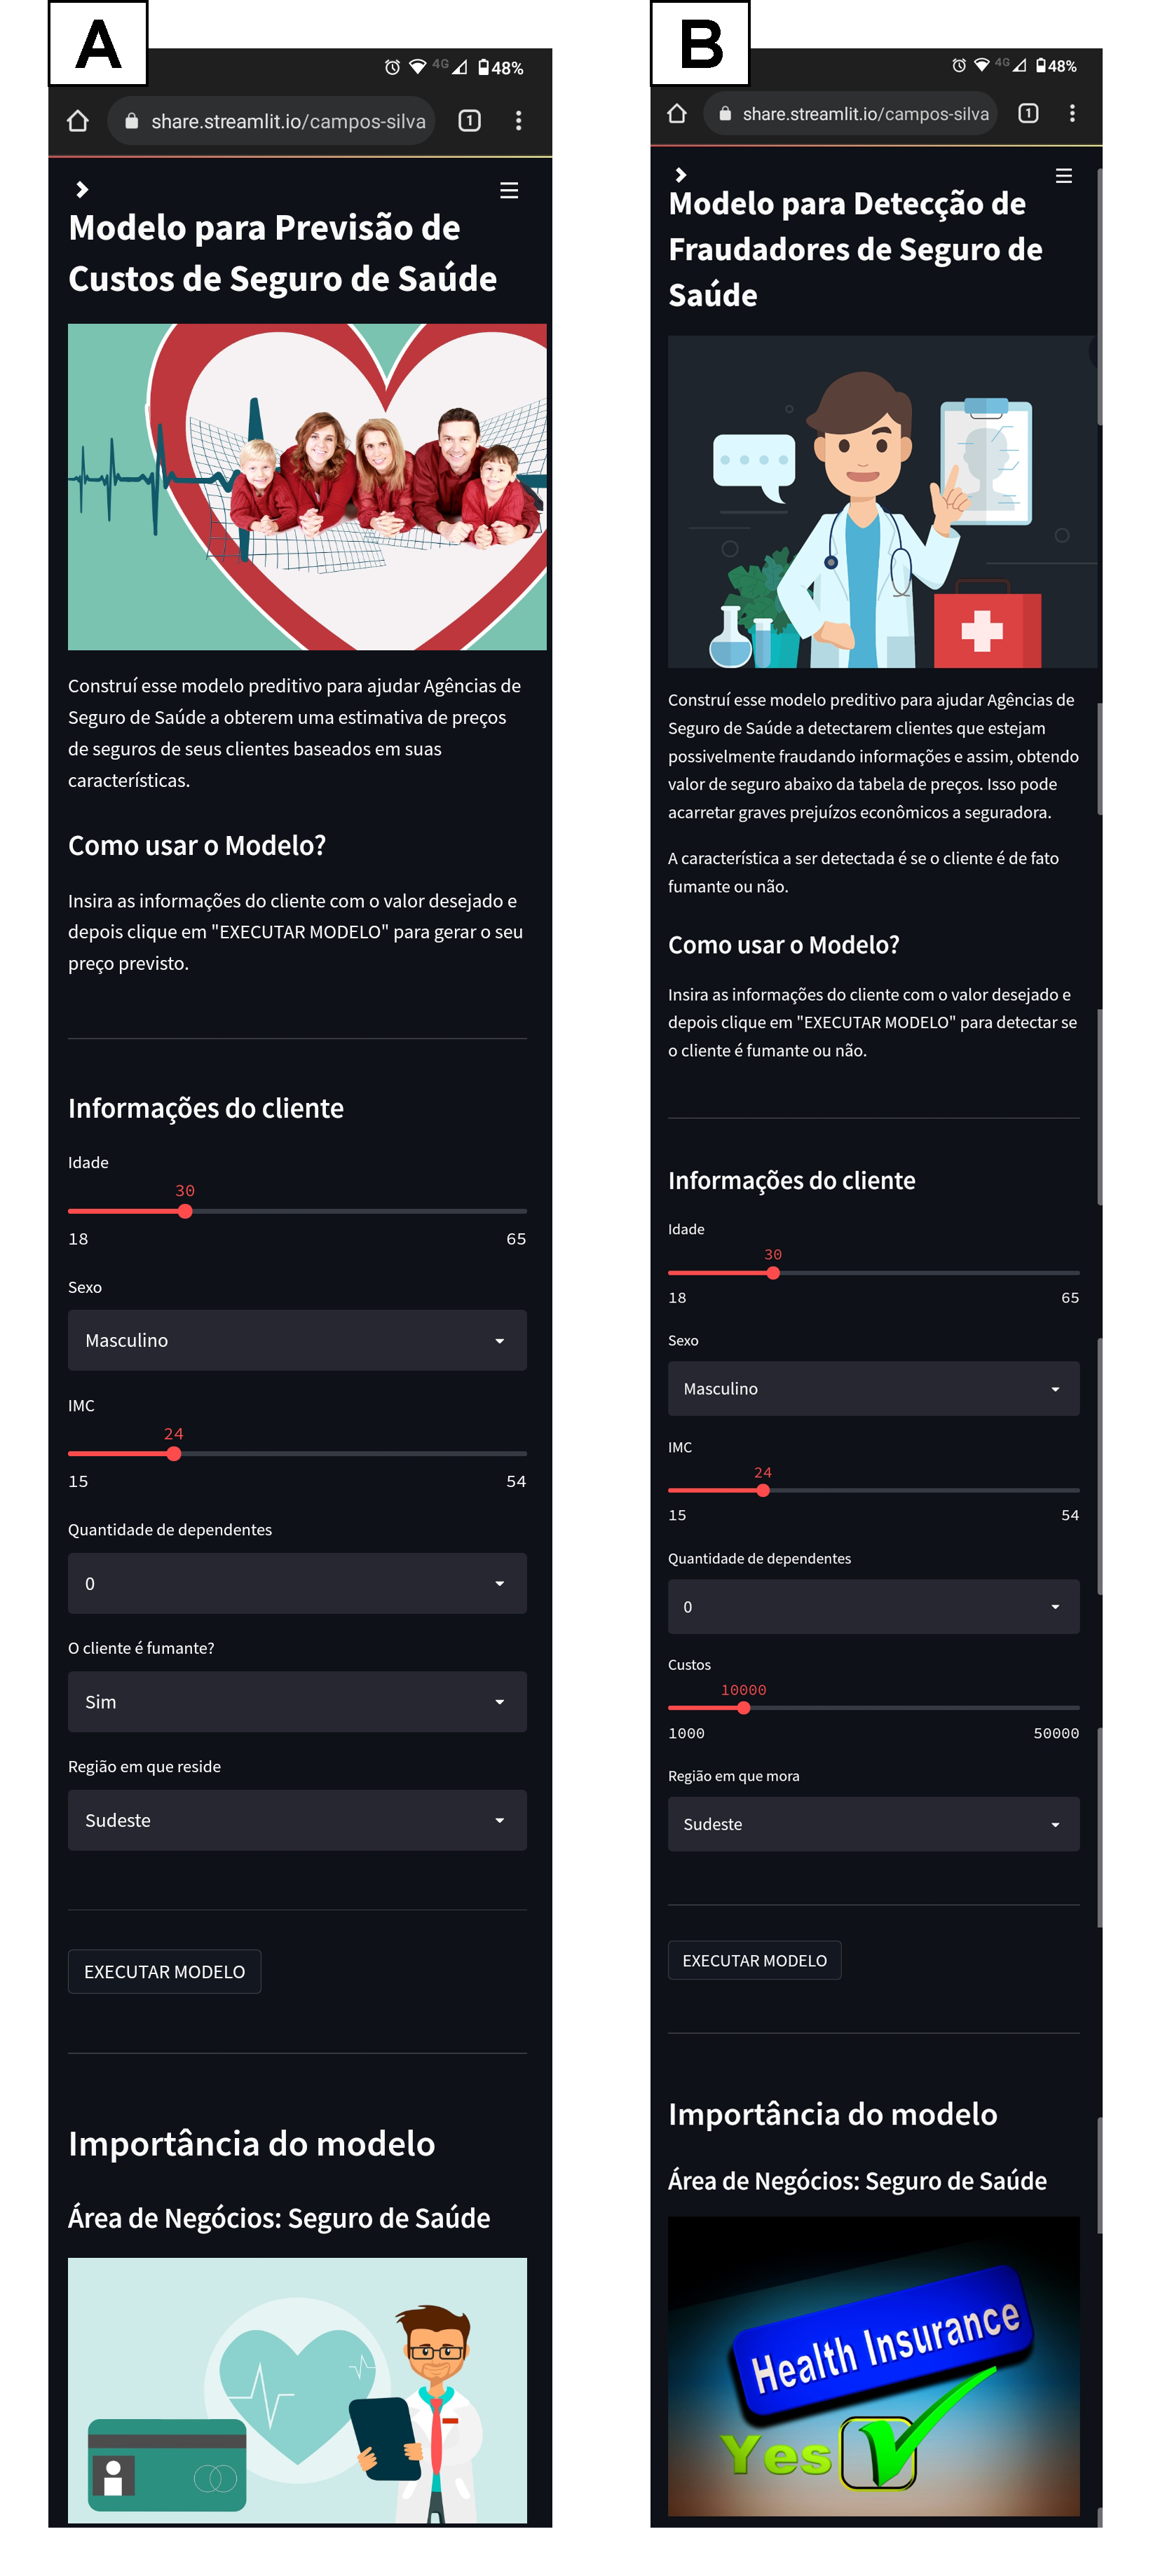 A
4G 48%
share.streamlit.io/campos-silva
1
Modelo para Previsão de
Custos de Seguro de Saúde
Construí esse modelo preditivo para ajudar Agências de
Seguro de Saúde a obterem uma estimativa de preços
de seguros de seus clientes baseados em suas
características.
Como usar o Modelo?
Insira as informações do cliente com o valor desejado e
depois clique em "EXECUTAR MODELO" para gerar o seu
preço previsto.
Informações do cliente
Idade
30
18 65
Sexo
Masculino
IMC
24
15 54
Quantidade de dependentes
0
O cliente é fumante?
Sim
Região em que reside
Sudeste
EXECUTAR MODELO
Importância do modelo
Área de Negócios: Seguro de Saúde
B
4G 48%
share.streamlit.io/campos-silva
1
Modelo para Detecção de
Fraudadores de Seguro de
Saúde
Construí esse modelo preditivo para ajudar Agências de
Seguro de Saúde a detectarem clientes que estejam
possivelmente fraudando informações e assim, obtendo
valor de seguro abaixo da tabela de preços. Isso pode
acarretar graves prejuízos econômicos a seguradora.
A característica a ser detectada é se o cliente é de fato
fumante ou não.
Como usar o Modelo?
Insira as informações do cliente com o valor desejado e
depois clique em "EXECUTAR MODELO" para detectar se
o cliente é fumante ou não.
Informações do cliente
Idade
30
18 65
Sexo
Masculino
IMC
24
15 54
Quantidade de dependentes
0
Custos
10000
1000 50000
Região em que mora
Sudeste
EXECUTAR MODELO
Importância do modelo
Área de Negócios: Seguro de Saúde
Health Insurance
Yes